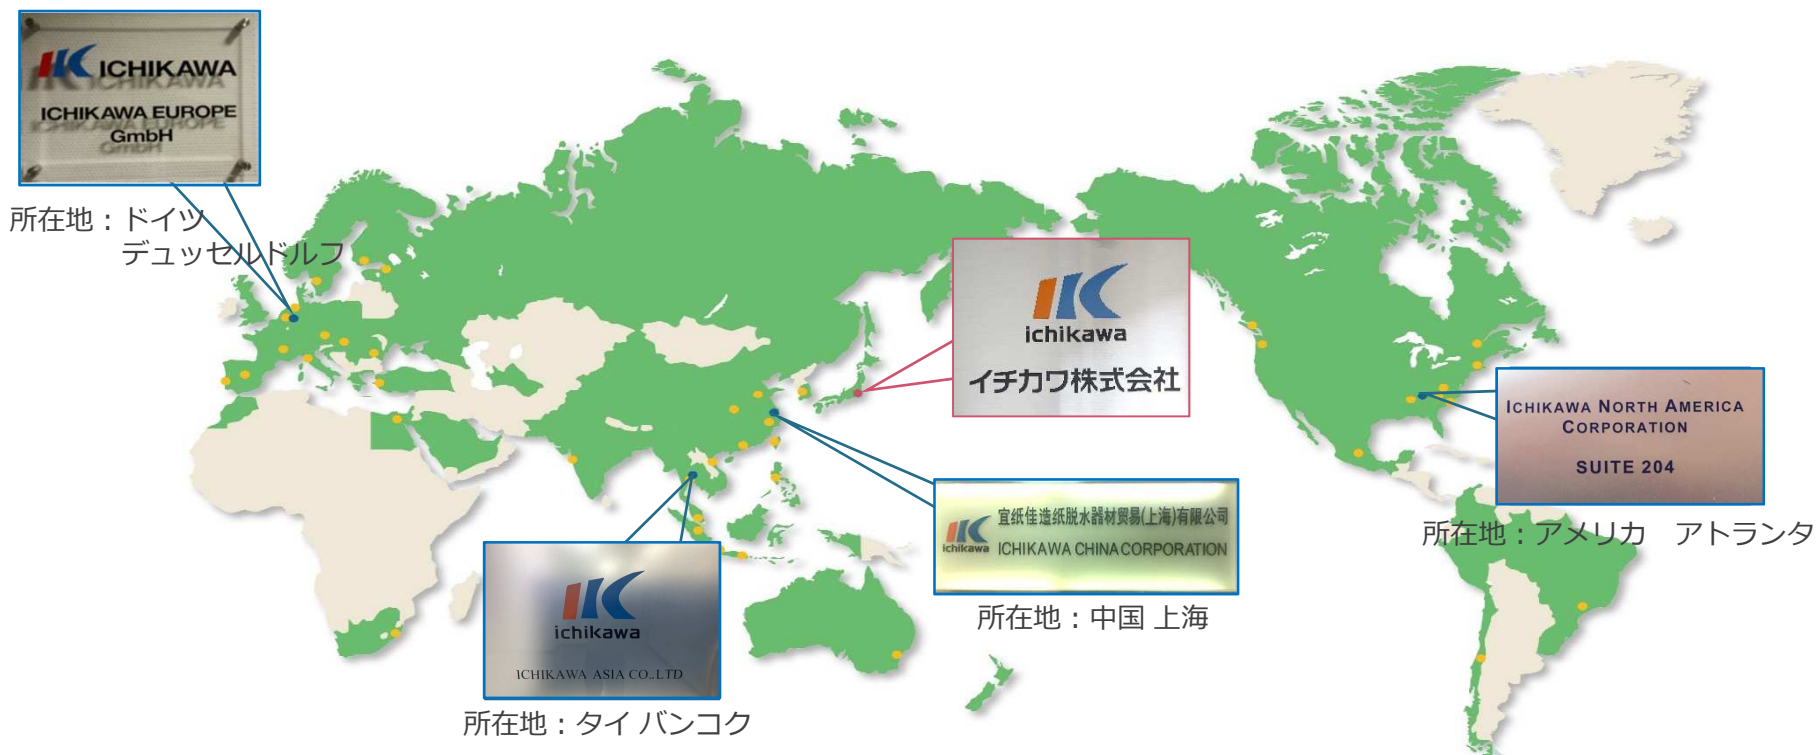 ICHIKAWA
ICHIKAWA EUROPE
GmbH
所在地：ドイツ
デュッセルドルフ
ichikawa
イチカワ株式会社
ICHIKAWA NORTH AMERICA
CORPORATION
SUITE 204
所在地：アメリカ　アトランタ
宜纸佳造纸脱水器材贸易(上海)有限公司
ichikawa
ICHIKAWA CHINA CORPORATION
所在地：中国 上海
ichikawa
ICHIKAWA ASIA CO.,LTD
所在地：タイ バンコク